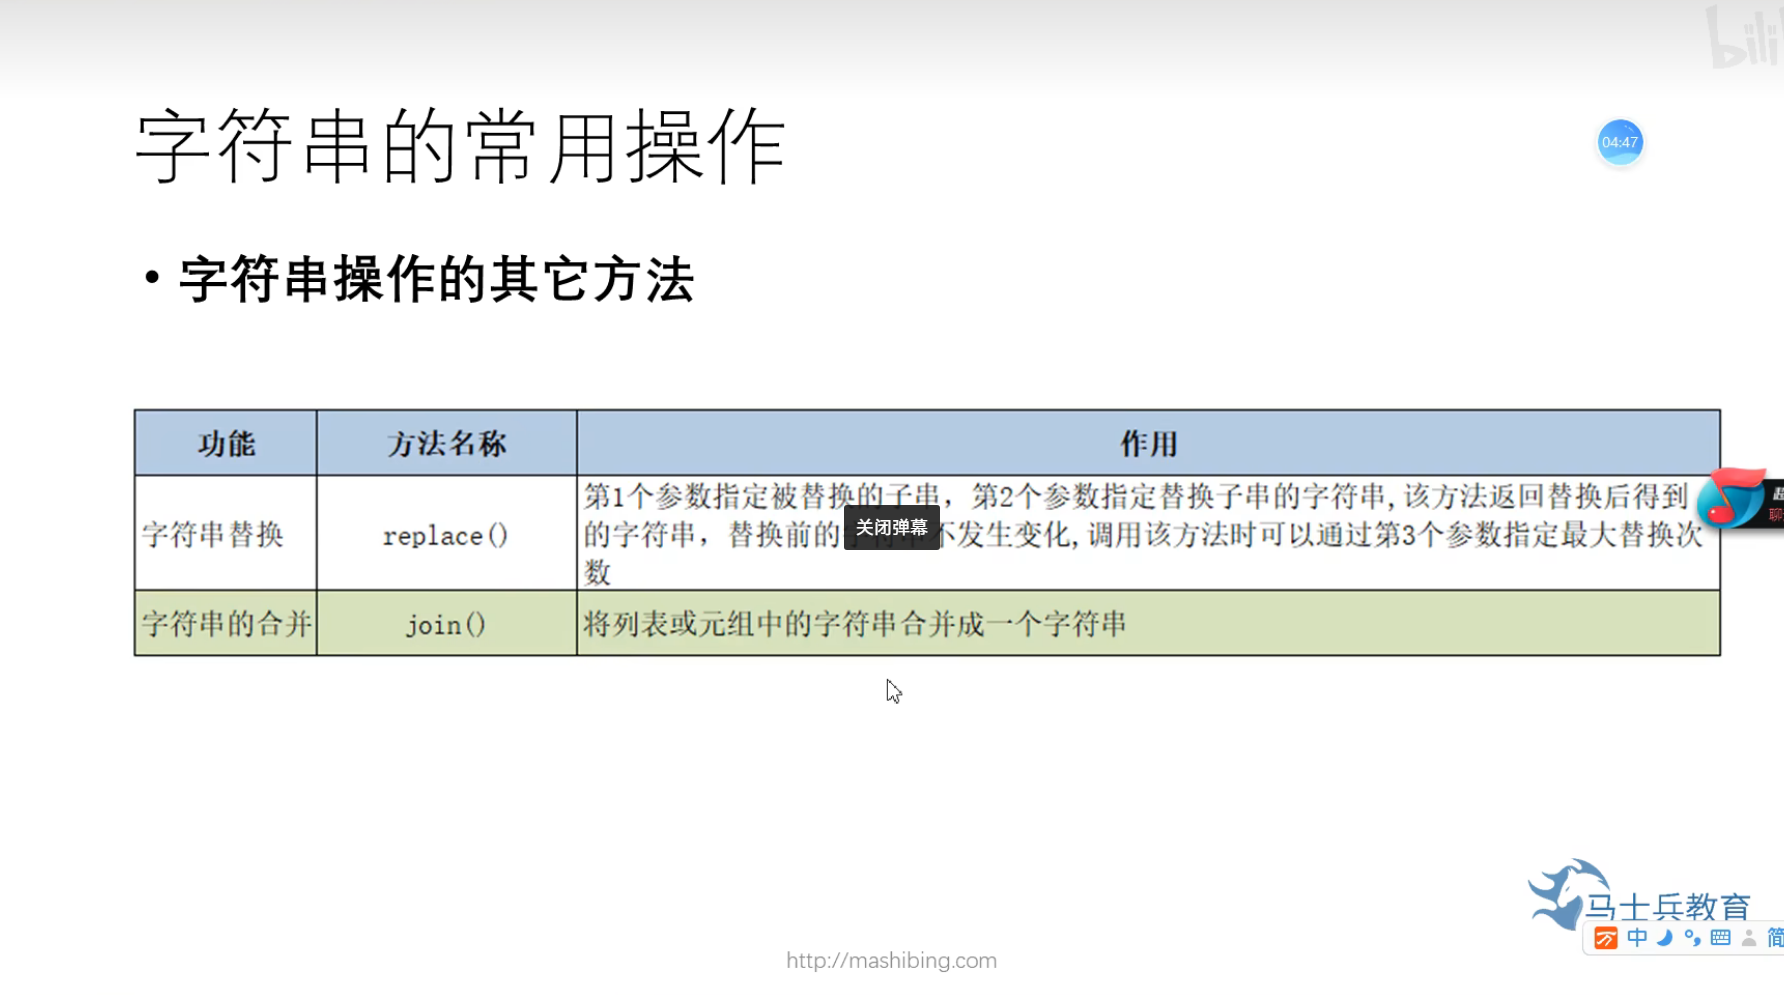 bili
字符串的常用操作
04:47
• 字符串操作的其它方法
功能 方法名称 作用
字符串替换 replace() 第1个参数指定被替换的子串，第2个参数指定替换子串的字符串,该方法返回替换后得到
的字符串，替换前的 不发生变化,调用该方法时可以通过第3个参数指定最大替换次
数
关闭弹幕
字符串的合并 join() 将列表或元组中的字符串合并成一个字符串
马士兵教育
中 简
http://mashibing.com